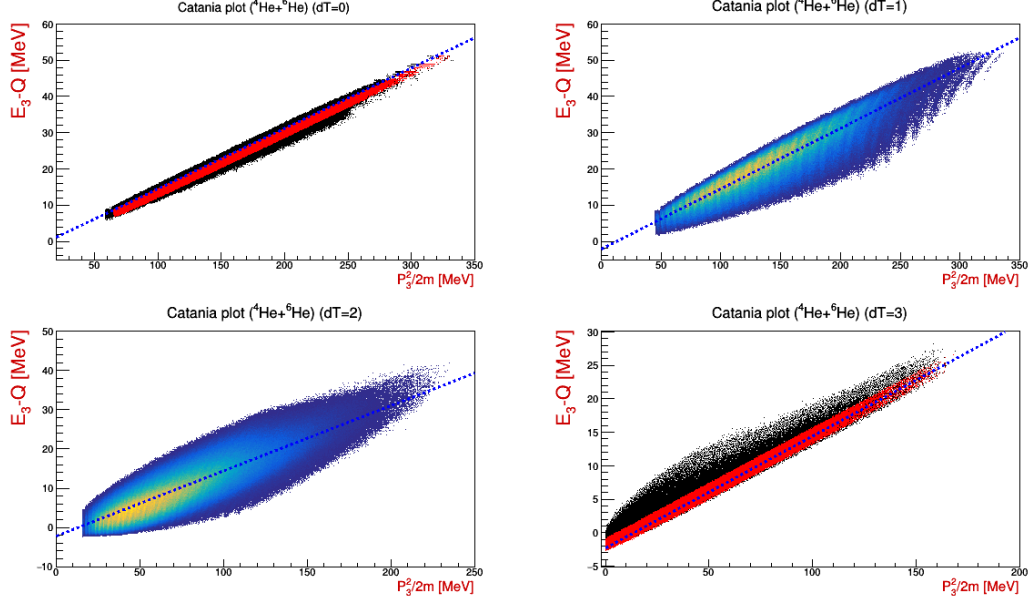 Catania plot (⁴He+⁶He) (dT=0)
E₃-Q [MeV]
60
50
40
30
20
10
0
50 100 150 200 250 300 350
P₃²/2m [MeV]
Catania plot (⁴He+⁶He) (dT=1)
E₃-Q [MeV]
60
50
40
30
20
10
0
0 50 100 150 200 250 300 350
P₃²/2m [MeV]
Catania plot (⁴He+⁶He) (dT=2)
E₃-Q [MeV]
50
40
30
20
10
0
−10
0 50 100 150 200 250
P₃²/2m [MeV]
Catania plot (⁴He+⁶He) (dT=3)
E₃-Q [MeV]
30
25
20
15
10
5
0
−5
0 50 100 150 200
P₃²/2m [MeV]